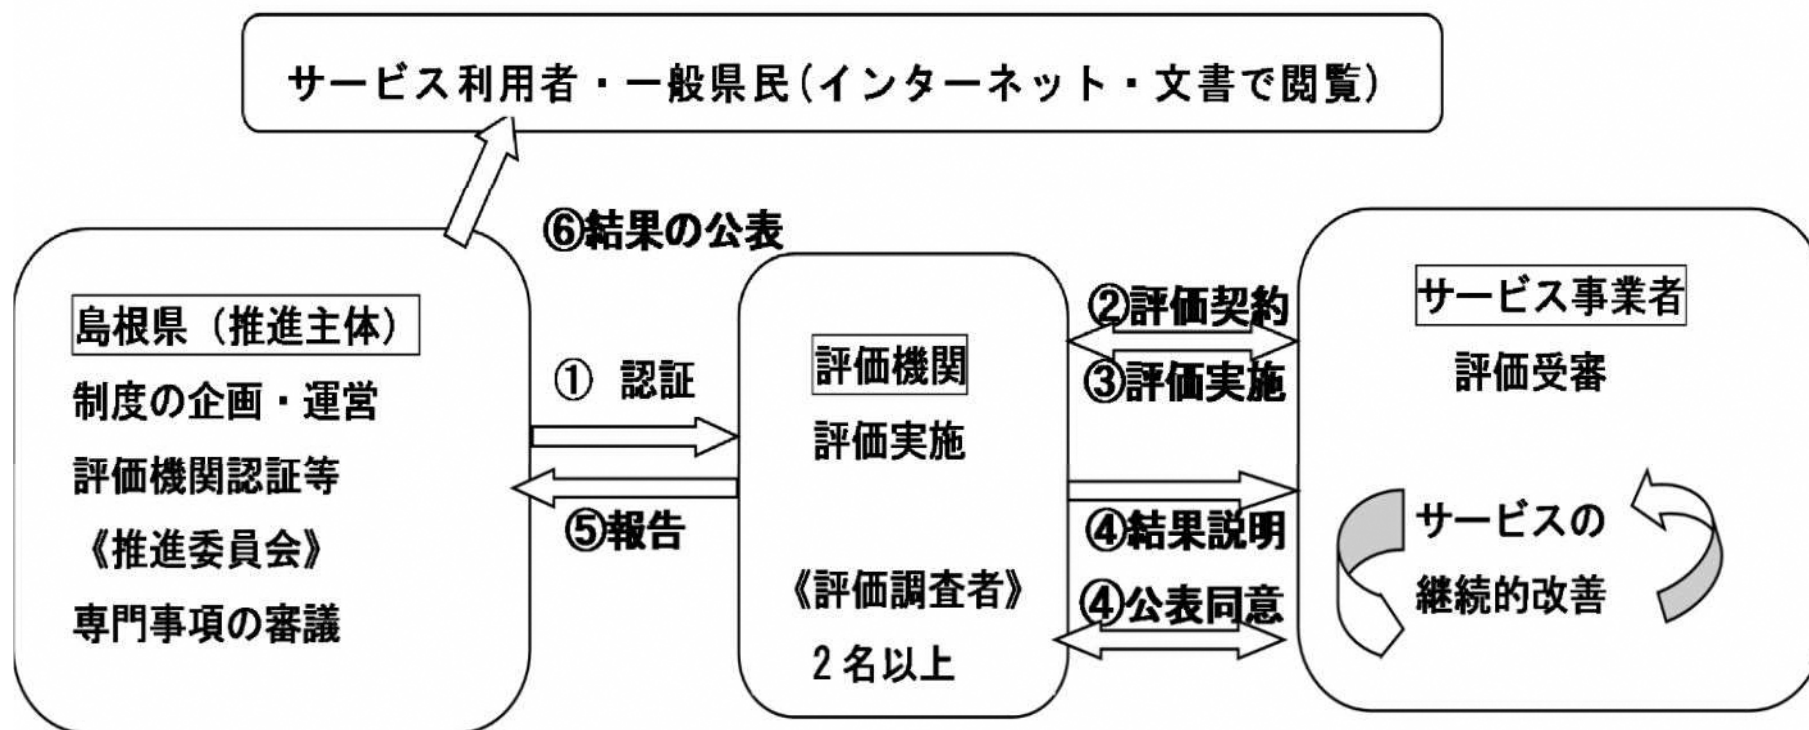 サービス利用者・一般県民(インターネット・文書で閲覧)
⑥結果の公表
島根県（推進主体）
制度の企画・運営
評価機関認証等
《推進委員会》
専門事項の審議
① 認証
⑤報告
評価機関
評価実施
《評価調査者》
2名以上
②評価契約
③評価実施
④結果説明
④公表同意
サービス事業者
評価受審
サービスの
継続的改善